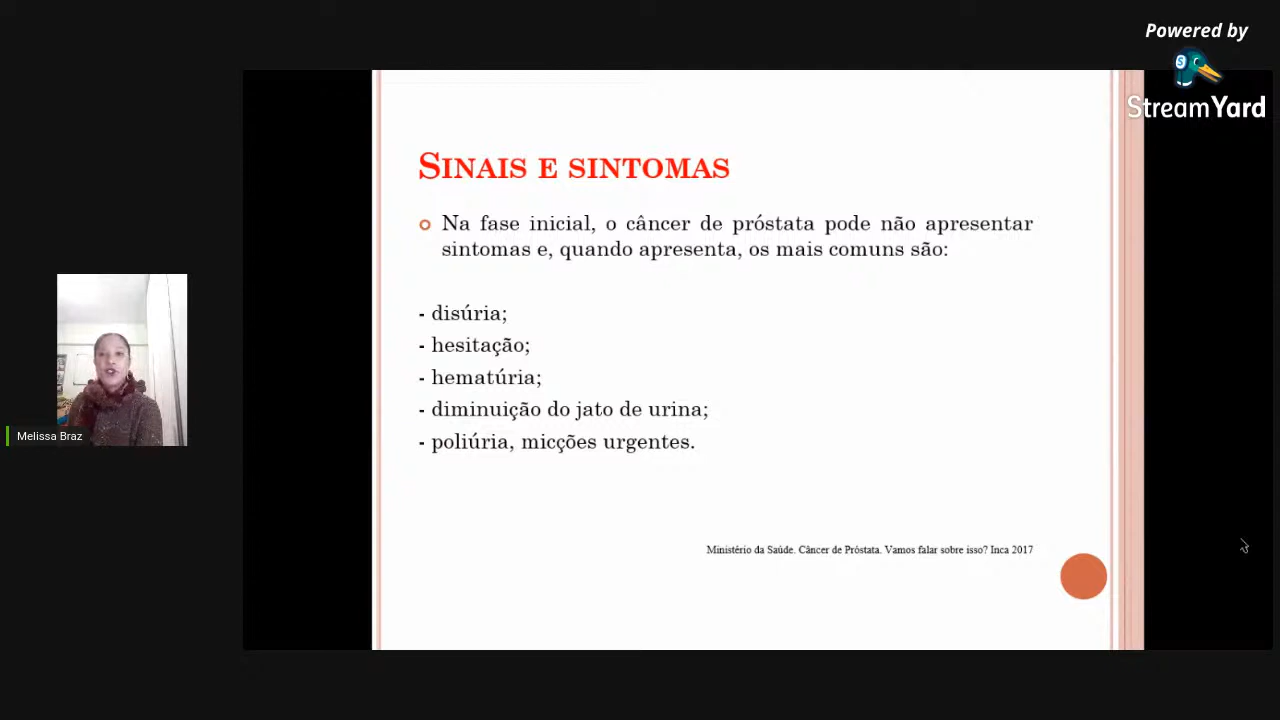 Powered by
StreamYard
SINAIS E SINTOMAS
Na fase inicial, o câncer de próstata pode não apresentar
sintomas e, quando apresenta, os mais comuns são:
- disúria;
- hesitação;
- hematúria;
- diminuição do jato de urina;
- poliúria, micções urgentes.
Ministério da Saúde. Câncer de Próstata. Vamos falar sobre isso? Inca 2017
Melissa Braz